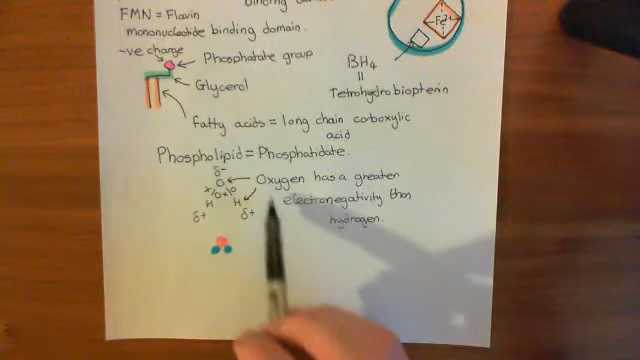 binding
FMN = Flavin
mononucleotide binding domain.
-ve charge
Phosphatate group
Glycerol
Fe²⁺
BH₄
=
Tetrahydrobiopterin
Fatty acids = long chain carboxylic
acid
Phospholipid = Phosphatidate.
δ⁻
O
Oxygen has a greater
H H
electronegativity than
δ⁺ δ⁺
hydrogen.